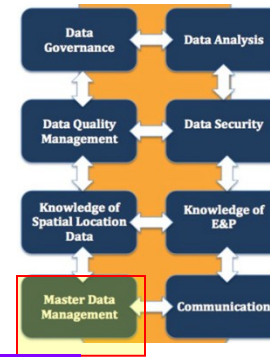 Data
Governance
Data Analysis
Data Quality
Management
Data Security
Knowledge of
Spatial Location
Data
Knowledge of
E&P
Master Data
Management
Communication